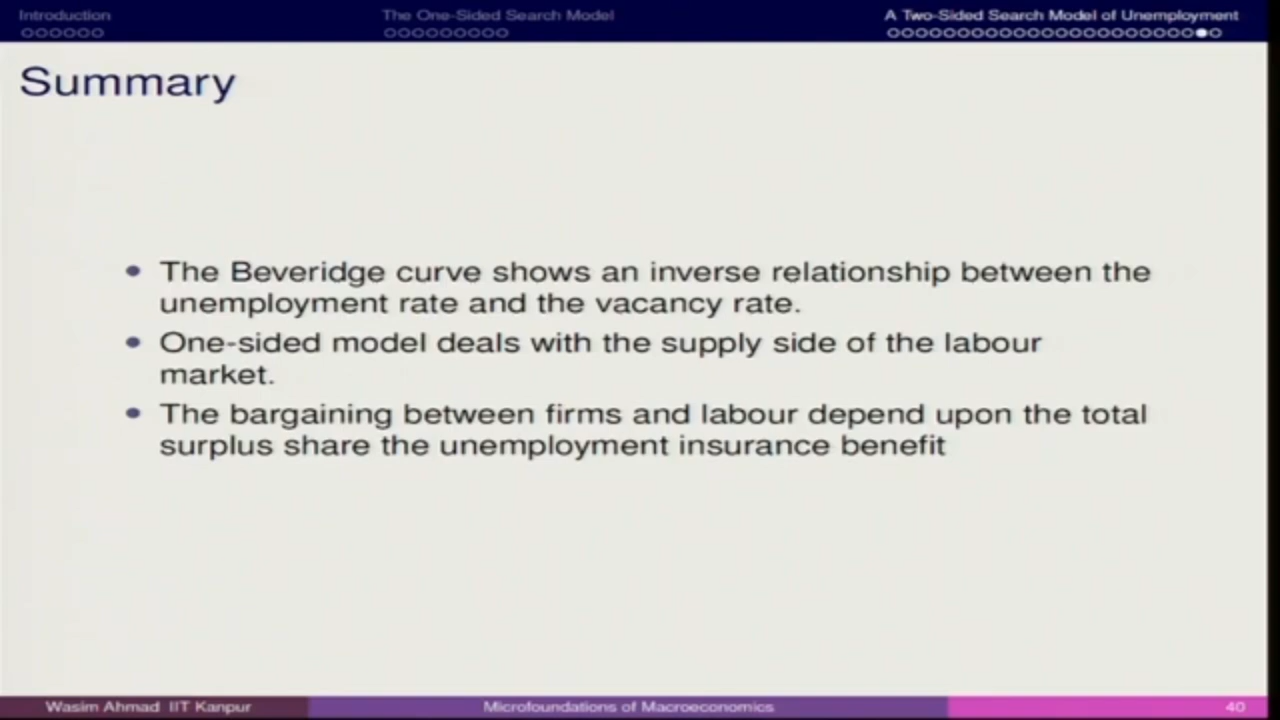 Introduction
The One-Sided Search Model
A Two-Sided Search Model of Unemployment
Summary
The Beveridge curve shows an inverse relationship between the
unemployment rate and the vacancy rate.
One-sided model deals with the supply side of the labour
market.
The bargaining between firms and labour depend upon the total
surplus share the unemployment insurance benefit
Wasim Ahmad IIT Kanpur
Microfoundations of Macroeconomics
40